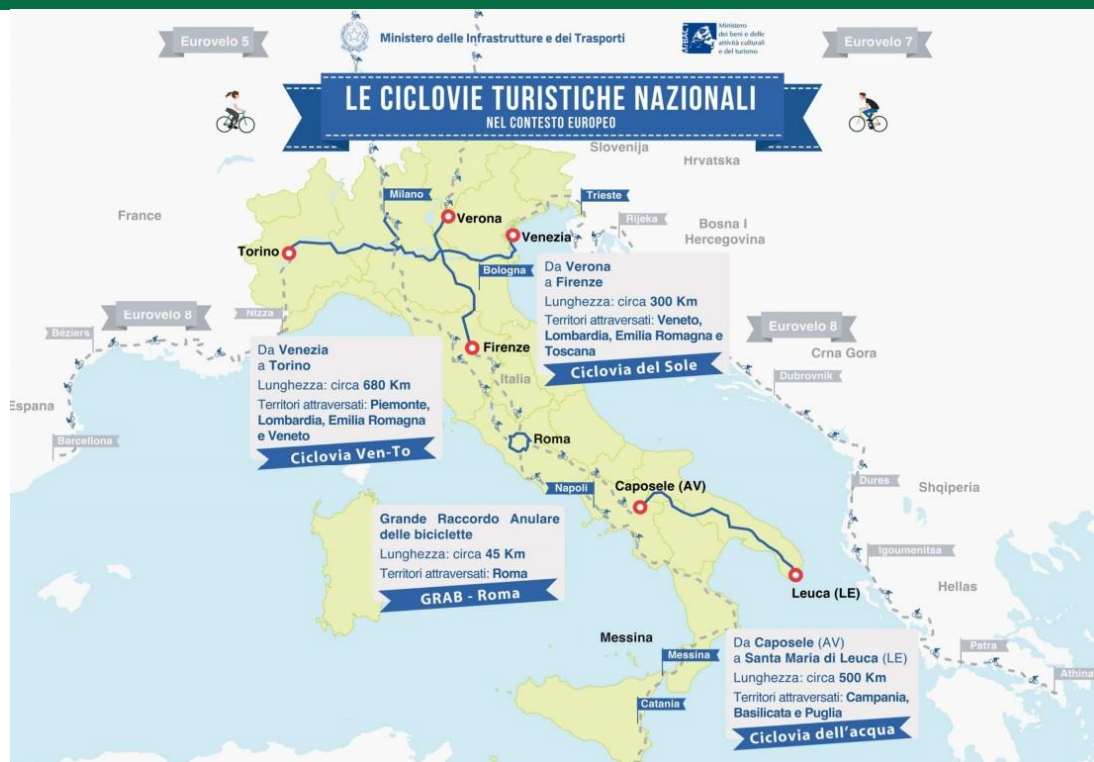 Eurovelo 5
Ministero delle Infrastrutture e dei Trasporti
MiBACT
Ministero
dei beni e delle
attività culturali
e del turismo
Eurovelo 7
LE CICLOVIE TURISTICHE NAZIONALI
NEL CONTESTO EUROPEO
Slovenija
Hrvatska
France
Milano
Trieste
Verona
Rijeka
Bosna I
Hercegovina
Venezia
Torino
Bologna
Da Verona
a Firenze
Lunghezza: circa 300 Km
Territori attraversati: Veneto,
Lombardia, Emilia Romagna e
Toscana
Ciclovia del Sole
Eurovelo 8
Nizza
Béziers
Eurovelo 8
Crna Gora
Firenze
Italia
Dubrovnik
Da Venezia
a Torino
Lunghezza: circa 680 Km
Territori attraversati: Piemonte,
Lombardia, Emilia Romagna
e Veneto
Ciclovia Ven-To
Espana
Barcellona
Roma
Napoli
Caposele (AV)
Dures
Shqiperia
Grande Raccordo Anulare
delle biciclette
Lunghezza: circa 45 Km
Territori attraversati: Roma
GRAB - Roma
Igoumenitsa
Hellas
Leuca (LE)
Messina
Messina
Catania
Da Caposele (AV)
a Santa Maria di Leuca (LE)
Lunghezza: circa 500 Km
Territori attraversati: Campania,
Basilicata e Puglia
Ciclovia dell'acqua
Patra
Athina